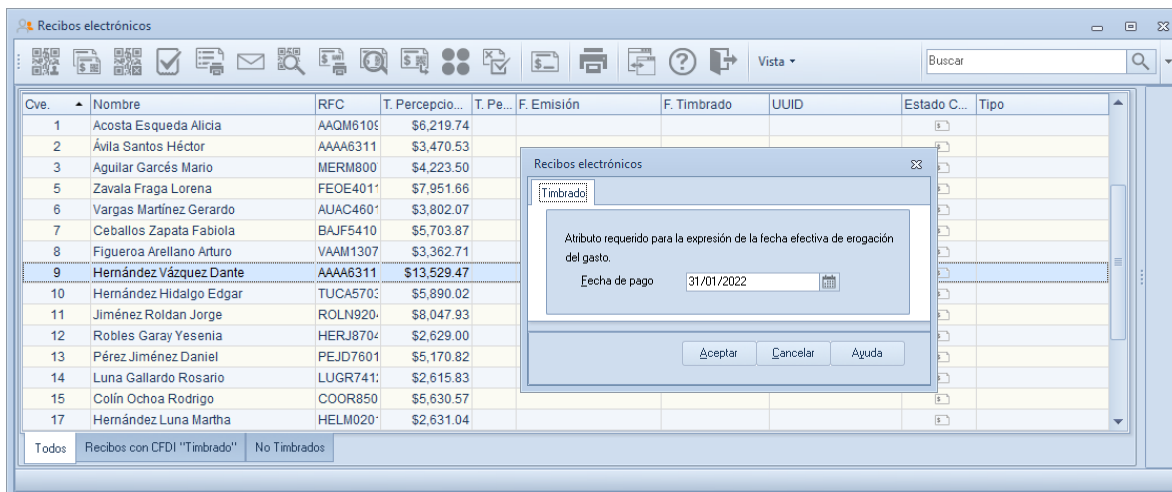 Recibos electrónicos
Vista
Buscar
Cve. Nombre RFC T. Percepcio... T. Pe... F. Emisión F. Timbrado UUID Estado C... Tipo
1 Acosta Esqueda Alicia AAQM6109 $6,219.74
2 Ávila Santos Héctor AAAA6311 $3,470.53
3 Aguilar Garcés Mario MERM800 $4,223.50
5 Zavala Fraga Lorena FEOE4011 $7,951.66
6 Vargas Martínez Gerardo AUAC4601 $3,802.07
7 Ceballos Zapata Fabiola BAJF5410 $5,703.87
8 Figueroa Arellano Arturo VAAM1307 $3,362.71
9 Hernández Vázquez Dante AAAA6311 $13,529.47
10 Hernández Hidalgo Edgar TUCA5703 $5,890.02
11 Jiménez Roldan Jorge ROLN920 $8,047.93
12 Robles Garay Yesenia HERJ8704 $2,629.00
13 Pérez Jiménez Daniel PEJD7601 $5,170.82
14 Luna Gallardo Rosario LUGR741 $2,615.83
15 Colín Ochoa Rodrigo COOR850 $5,630.57
17 Hernández Luna Martha HELM020 $2,631.04
Todos Recibos con CFDI "Timbrado" No Timbrados
Recibos electrónicos
Timbrado
Atributo requerido para la expresión de la fecha efectiva de erogación
del gasto.
Fecha de pago 31/01/2022
Aceptar Cancelar Ayuda